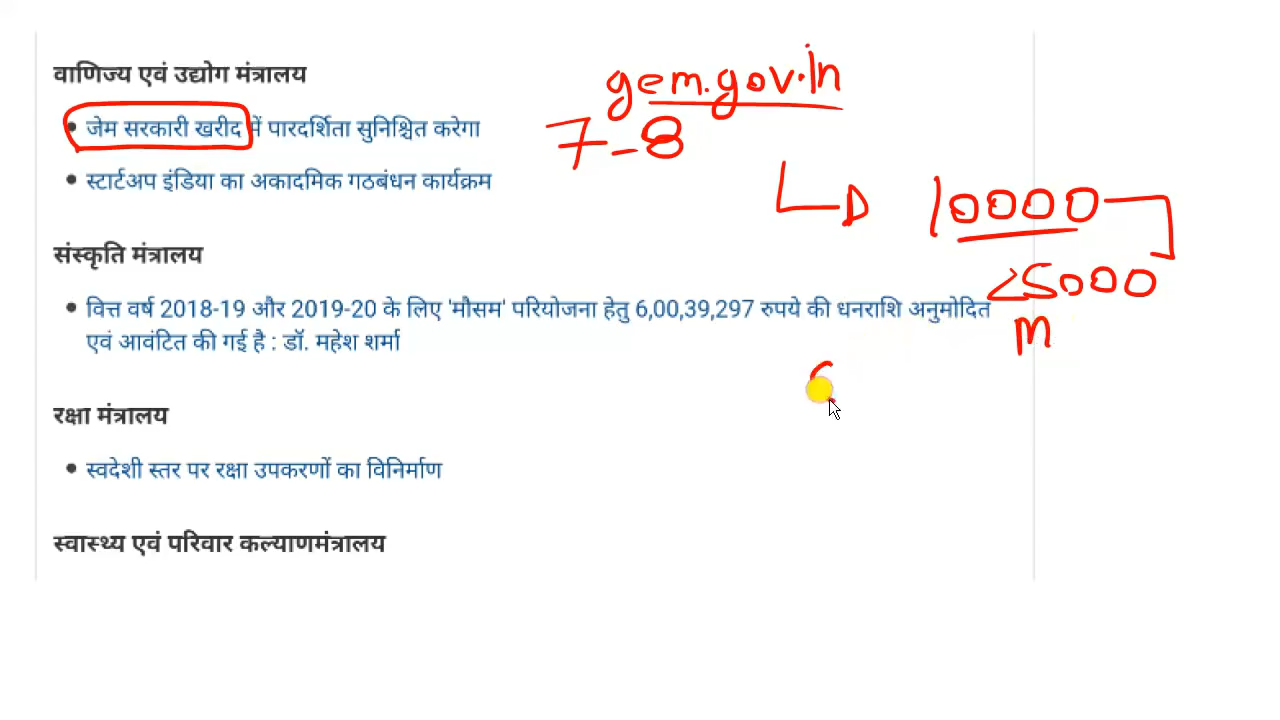 वाणिज्य एवं उद्योग मंत्रालय
gem.gov.in
जेम सरकारी खरीद में पारदर्शिता सुनिश्चित करेगा
7-8
स्टार्टअप इंडिया का अकादमिक गठबंधन कार्यक्रम
D 10000
संस्कृति मंत्रालय
25000
वित्त वर्ष 2018-19 और 2019-20 के लिए 'मौसम' परियोजना हेतु 6,00,39,297 रुपये की धनराशि अनुमोदित
एवं आवंटित की गई है : डॉ. महेश शर्मा
m
रक्षा मंत्रालय
स्वदेशी स्तर पर रक्षा उपकरणों का विनिर्माण
स्वास्थ्य एवं परिवार कल्याणमंत्रालय